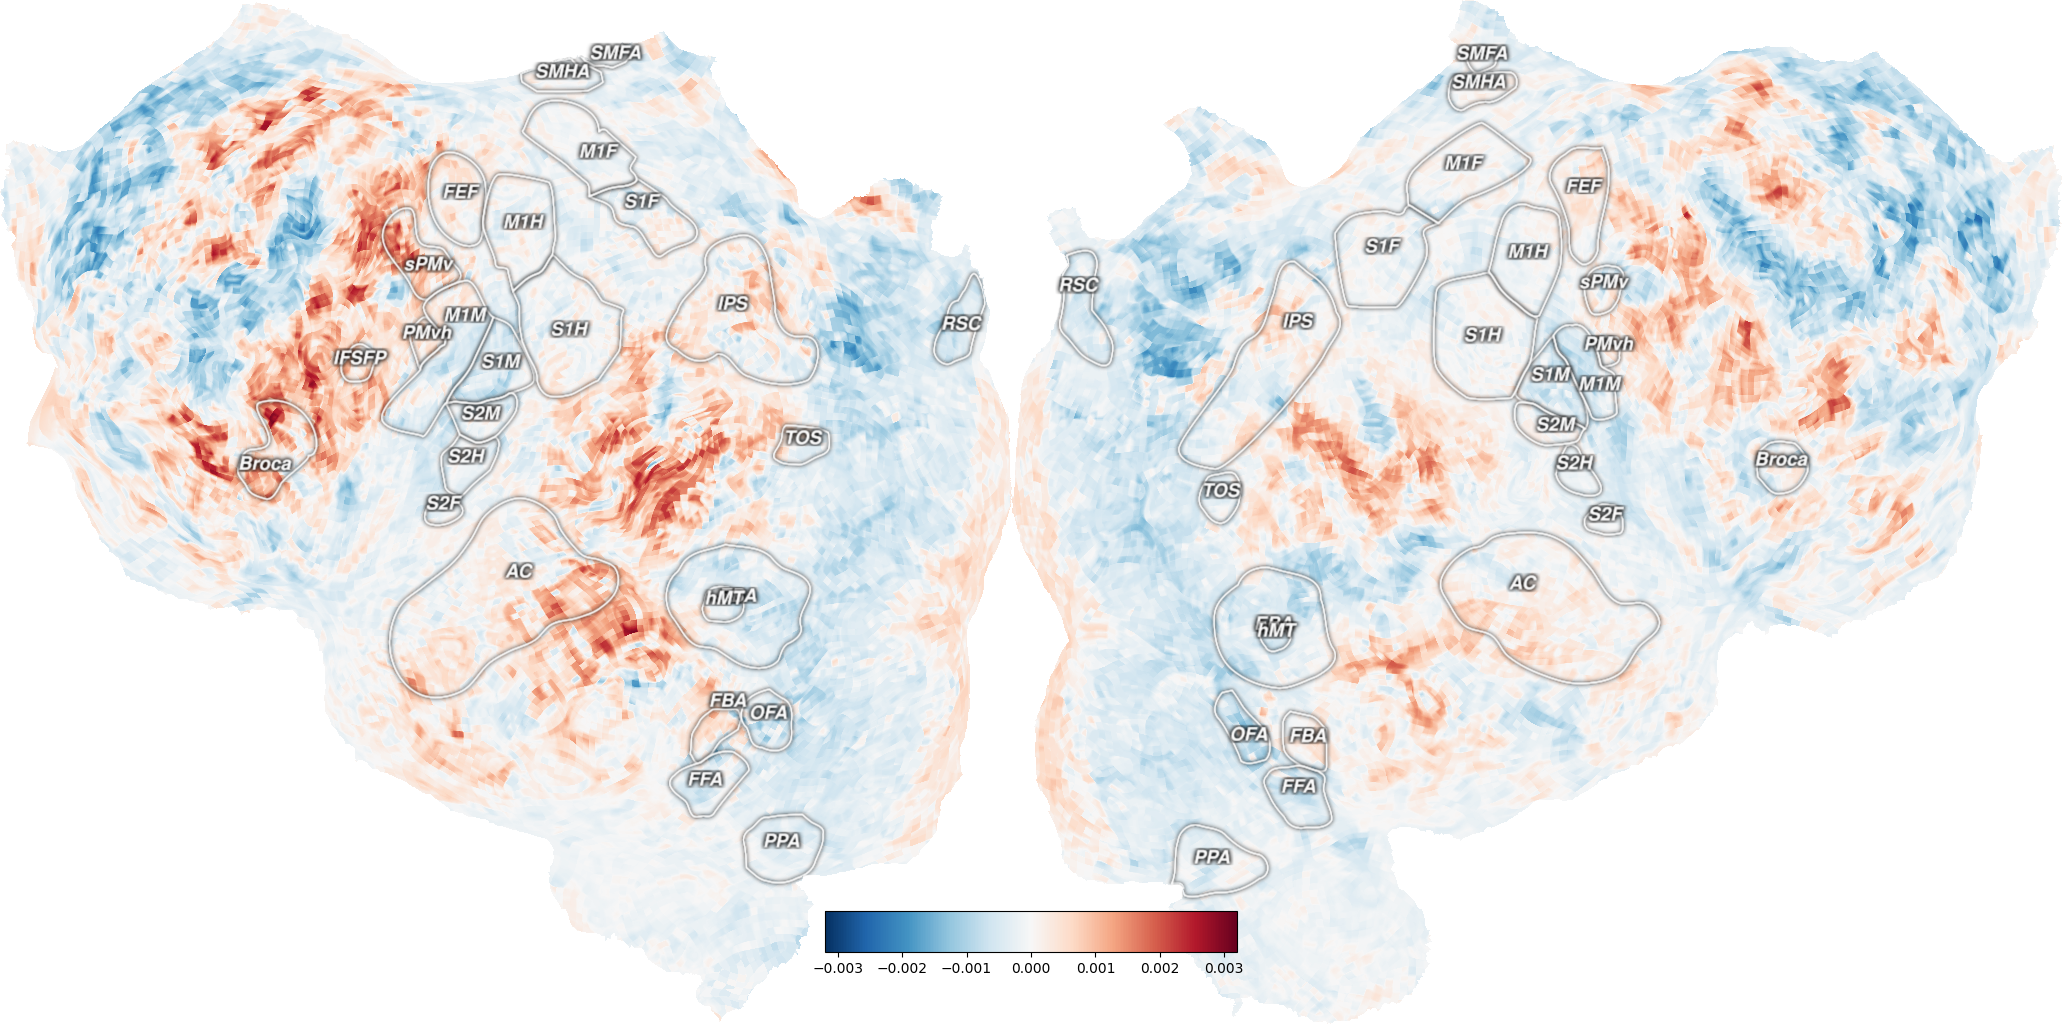 SMFA
SMHA
M1F
FEF
S1F
M1H
sPMv
IPS
M1M
PMvh
S1H
RSC
IFSFP
S1M
S2M
TOS
Broca
S2H
S2F
AC
hMT
FBA
OFA
FFA
PPA
SMFA
SMHA
M1F
FEF
S1F
M1H
RSC
sPMv
IPS
S1H
PMvh
S1M
M1M
S2M
Broca
S2H
TOS
S2F
AC
hMT
OFA
FBA
FFA
PPA
−0.003 −0.002 −0.001 0.000 0.001 0.002 0.003